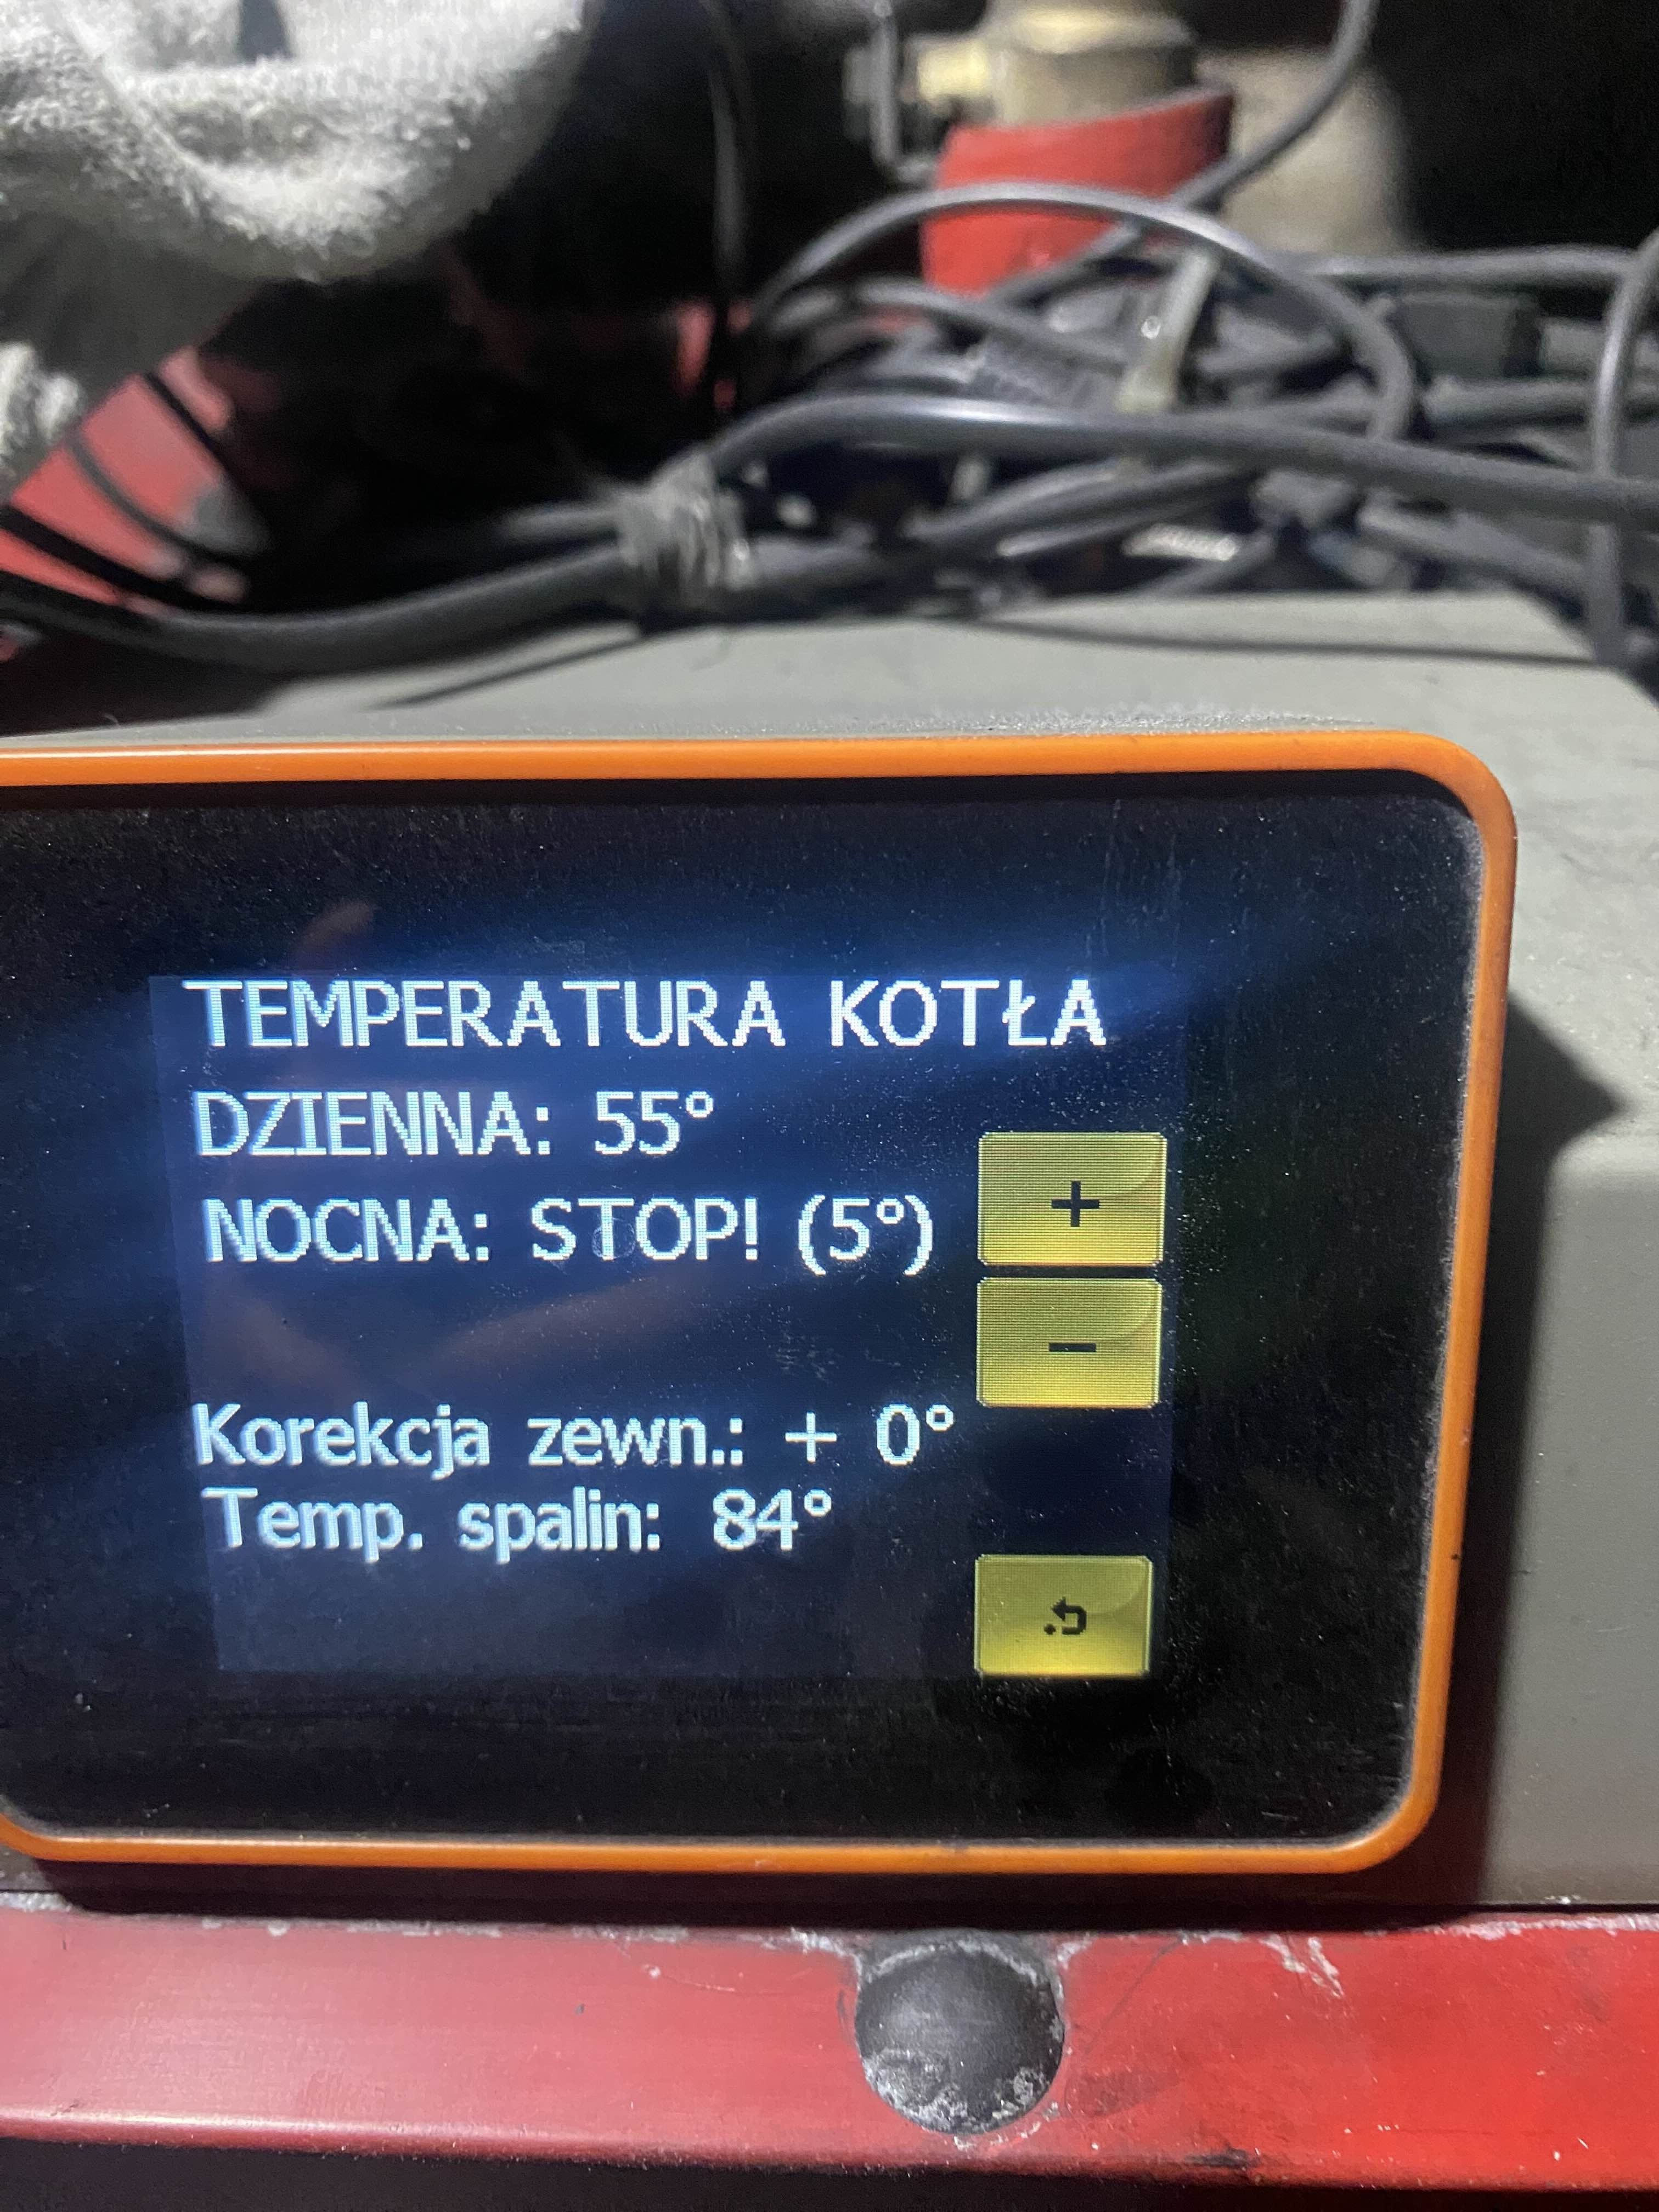 TEMPERATURA KOTŁA
DZIENNA: 55°
NOCNA: STOP! (5°)
+
-
Korekcja zewn.: + 0°
Temp. spalin: 84°